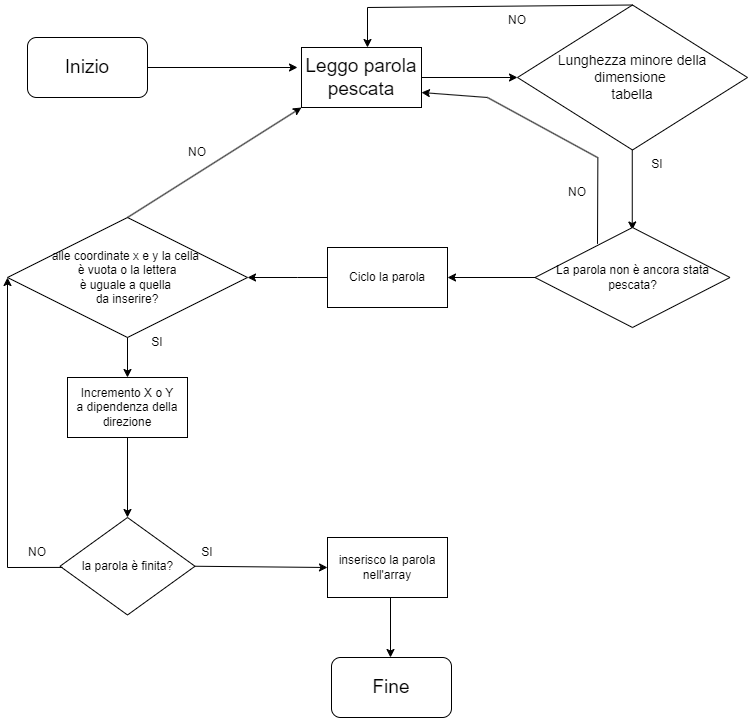 NO
Inizio
Leggo parola
pescata
Lunghezza minore della
dimensione
tabella
NO
SI
NO
alle coordinate x e y la cella
è vuota o la lettera
è uguale a quella
da inserire?
Ciclo la parola
La parola non è ancora stata
pescata?
SI
Incremento X o Y
a dipendenza della
direzione
NO
SI
la parola è finita?
inserisco la parola
nell'array
Fine